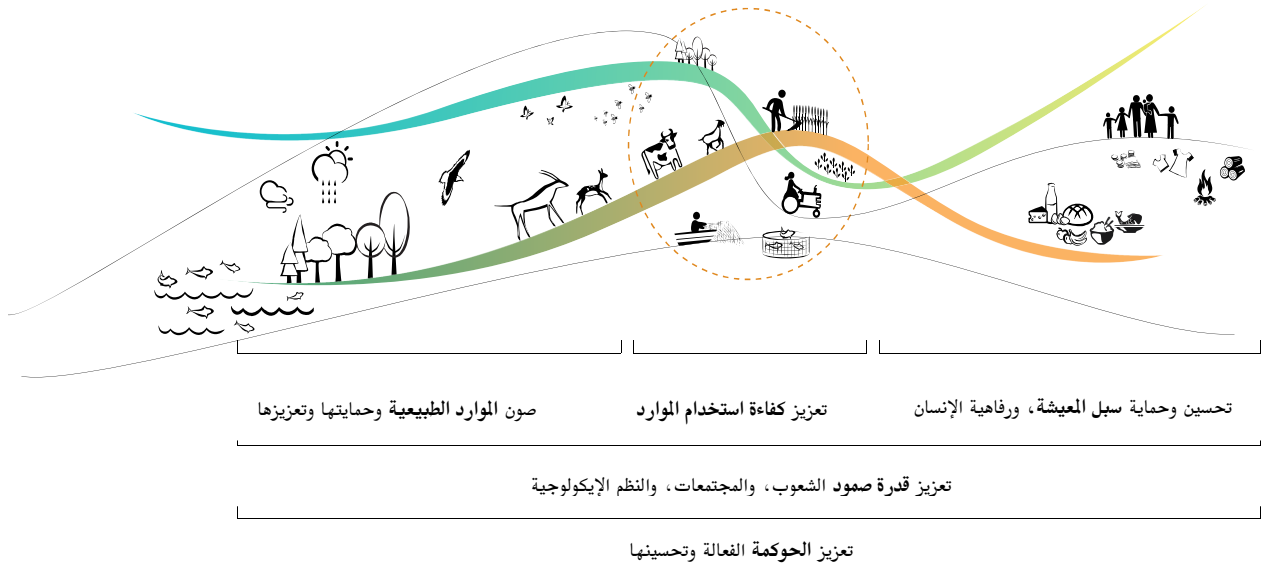 تحسين وحماية سبل المعيشة، ورفاهية الإنسان
تعزيز كفاءة استخدام الموارد
صون الموارد الطبيعية وحمايتها وتعزيزها
تعزيز قدرة صمود الشعوب، والمجتمعات، والنظم الإيكولوجية
تعزيز الحوكمة الفعالة وتحسينها